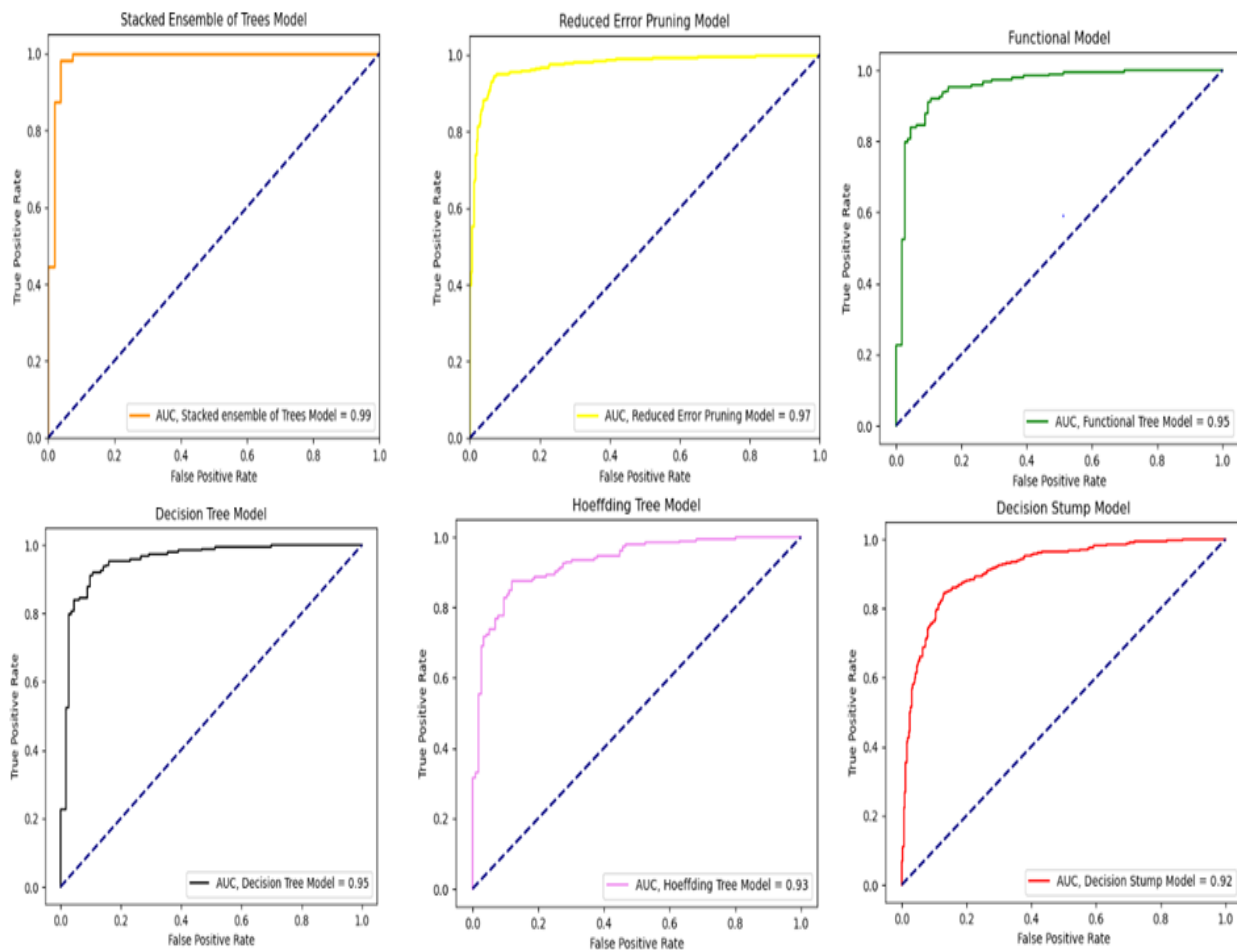 Stacked Ensemble of Trees Model
1.0
0.8
0.6
0.4
0.2
0.0
True Positive Rate
AUC, Stacked ensemble of Trees Model = 0.99
0.0 0.2 0.4 0.6 0.8 1.0
False Positive Rate
Reduced Error Pruning Model
1.0
0.8
0.6
0.4
0.2
0.0
True Positive Rate
AUC, Reduced Error Pruning Model = 0.97
0.0 0.2 0.4 0.6 0.8 1.0
False Positive Rate
Functional Model
1.0
0.8
0.6
0.4
0.2
0.0
True Positive Rate
AUC, Functional Tree Model = 0.95
0.0 0.2 0.4 0.6 0.8 1.0
False Positive Rate
Decision Tree Model
1.0
0.8
0.6
0.4
0.2
0.0
True Positive Rate
AUC, Decision Tree Model = 0.95
0.0 0.2 0.4 0.6 0.8 1.0
False Positive Rate
Hoeffding Tree Model
1.0
0.8
0.6
0.4
0.2
0.0
True Positive Rate
AUC, Hoeffding Tree Model = 0.93
0.0 0.2 0.4 0.6 0.8 1.0
False Positive Rate
Decision Stump Model
1.0
0.8
0.6
0.4
0.2
0.0
True Positive Rate
AUC, Decision Stump Model = 0.92
0.0 0.2 0.4 0.6 0.8 1.0
False Positive Rate